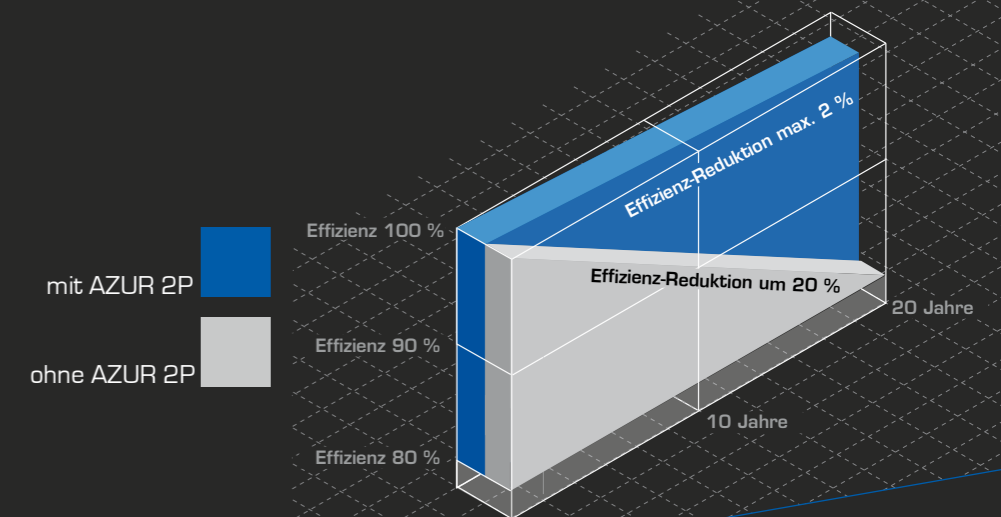 Effizienz-Reduktion max. 2 %
Effizienz 100 %
mit AZUR 2P
Effizienz-Reduktion um 20 %
20 Jahre
Effizienz 90 %
ohne AZUR 2P
10 Jahre
Effizienz 80 %